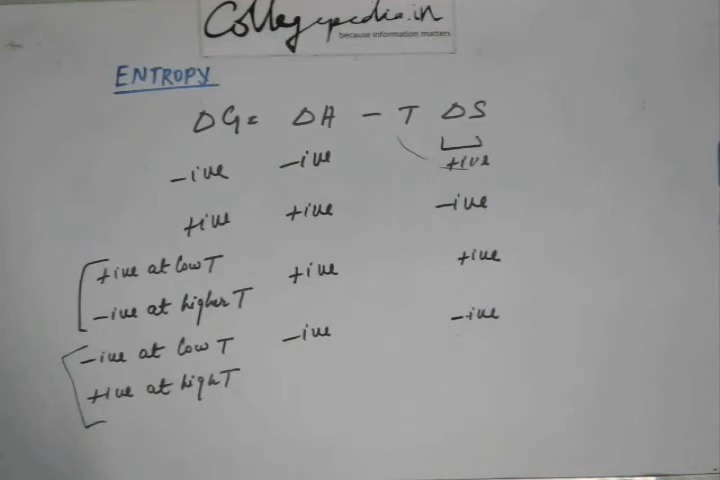 Collegepedia.in
because information matters
ENTROPY
ΔG = ΔH - T ΔS
-ive -ive +ive
+ive +ive -ive
+ive at low T +ive +ive
-ive at higher T
-ive at low T -ive -ive
+ive at high T